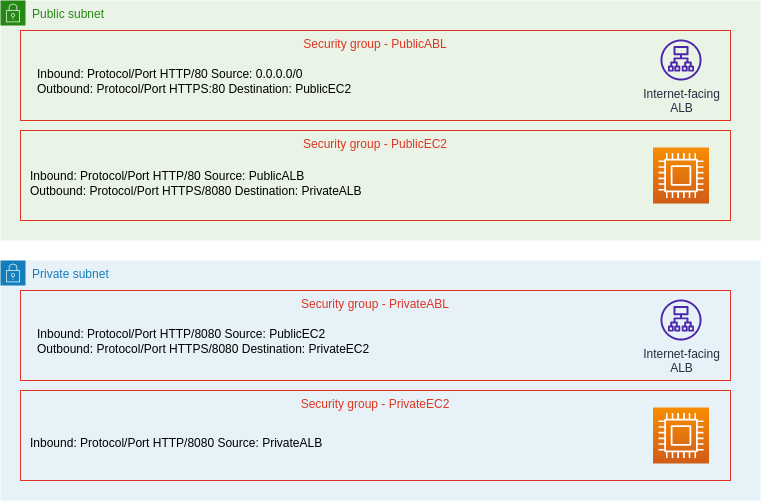 Public subnet
Security group - PublicABL
Inbound: Protocol/Port HTTP/80 Source: 0.0.0.0/0
Outbound: Protocol/Port HTTPS:80 Destination: PublicEC2
Internet-facing
ALB
Security group - PublicEC2
Inbound: Protocol/Port HTTP/80 Source: PublicALB
Outbound: Protocol/Port HTTPS/8080 Destination: PrivateALB
Private subnet
Security group - PrivateABL
Inbound: Protocol/Port HTTP/8080 Source: PublicEC2
Outbound: Protocol/Port HTTPS/8080 Destination: PrivateEC2
Internet-facing
ALB
Security group - PrivateEC2
Inbound: Protocol/Port HTTP/8080 Source: PrivateALB